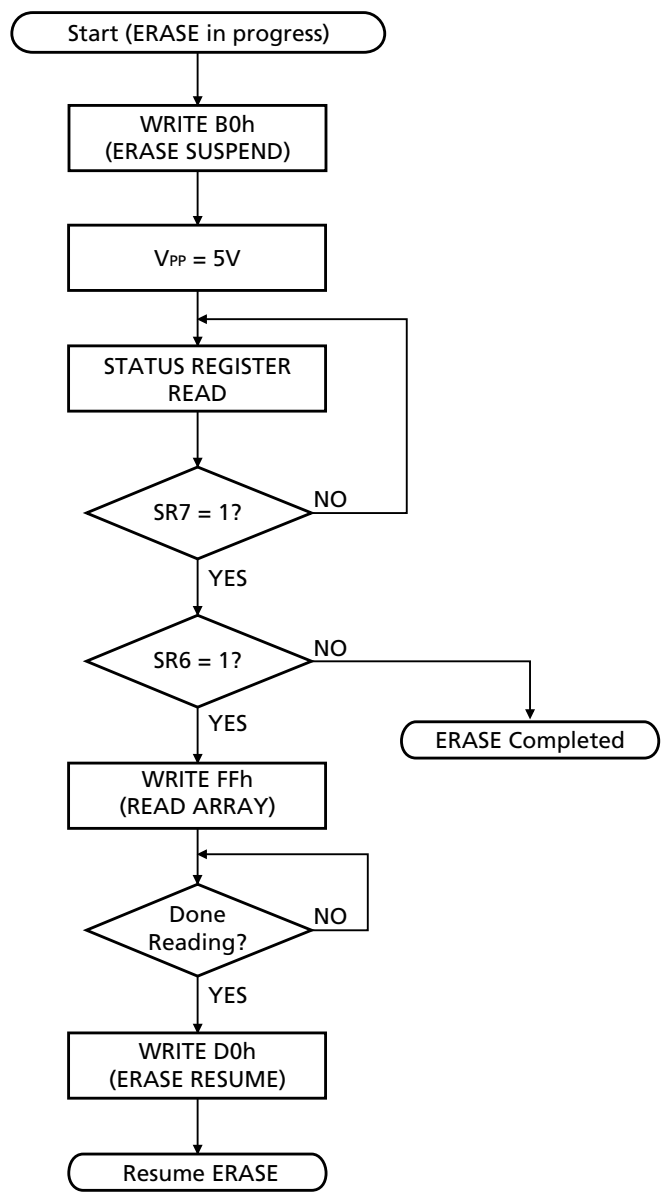 Start (ERASE in progress)
WRITE B0h
(ERASE SUSPEND)
VPP = 5V
STATUS REGISTER
READ
SR7 = 1?
NO
YES
SR6 = 1?
NO
YES
ERASE Completed
WRITE FFh
(READ ARRAY)
Done
Reading?
NO
YES
WRITE D0h
(ERASE RESUME)
Resume ERASE